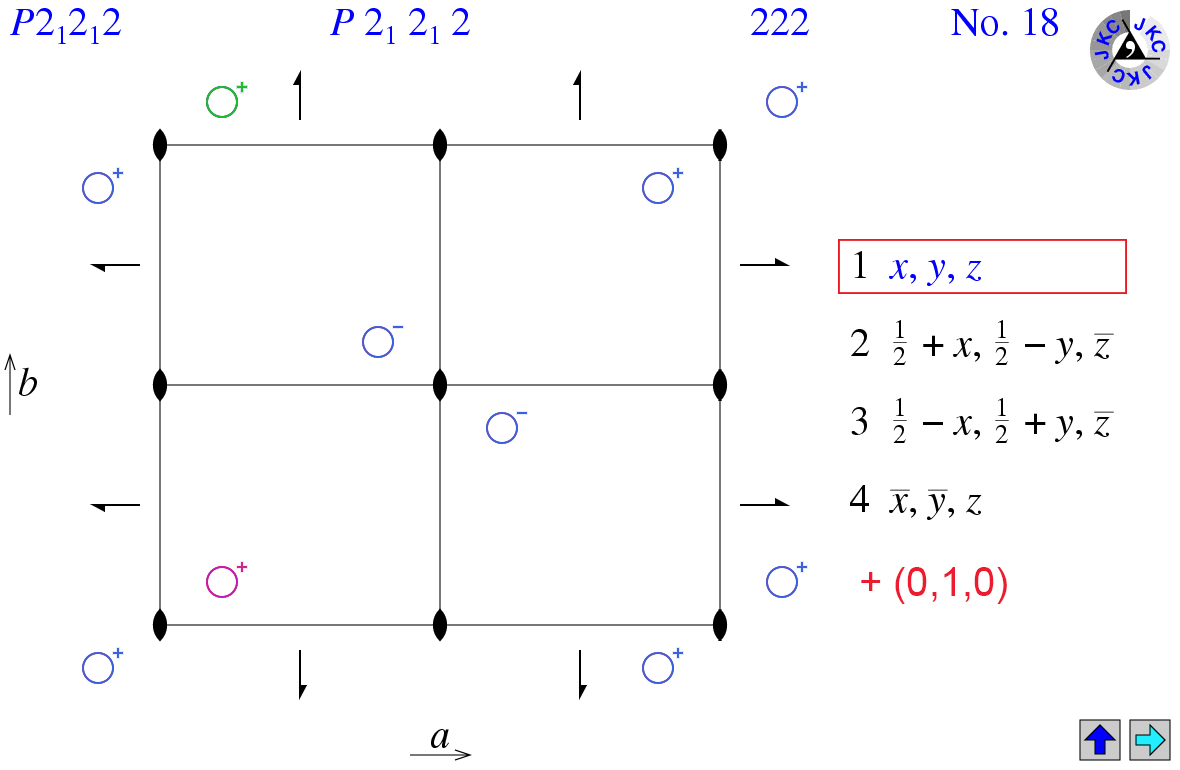 P2₁2₁2 P 2₁ 2₁ 2 222 No. 18
JKC JKC JKC
+ + +
+ +
1 x, y, z
−
2 ½ + x, ½ − y, z̅
b
−
3 ½ − x, ½ + y, z̅
4 x̅, y̅, z
+ + + (0,1,0)
+ +
a